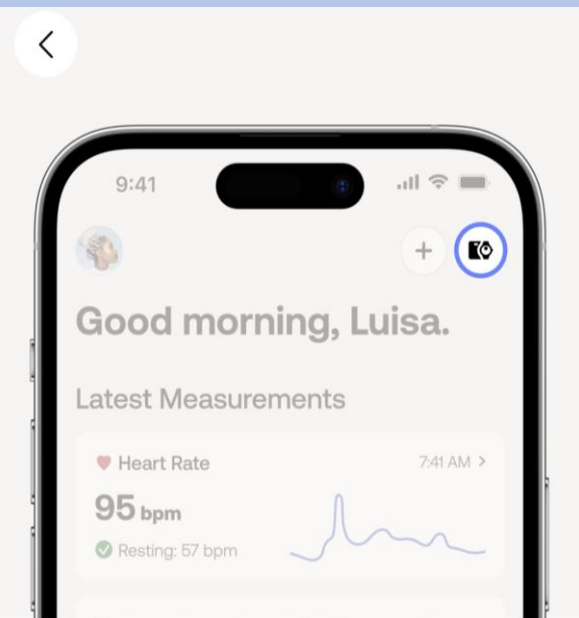 9:41
Good morning, Luisa.
Latest Measurements
Heart Rate 7:41 AM
95 bpm
Resting: 57 bpm